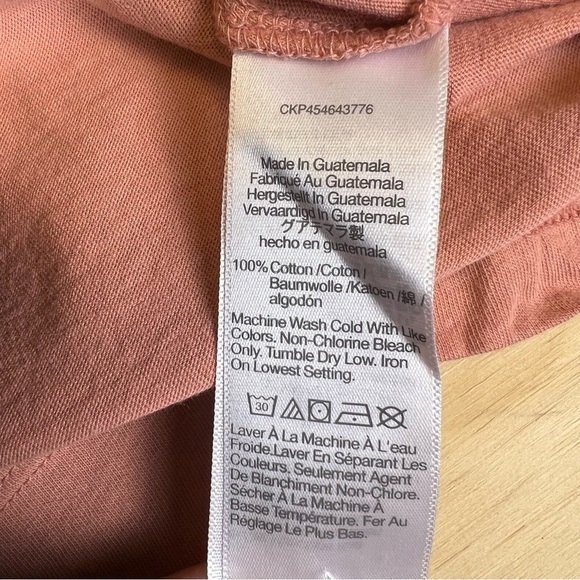 CKP454643776
Made In Guatemala
Fabriqué Au Guatemala
Hergestellt In Guatemala
Vervaardigd In Guatemala
グアテマラ製
hecho en guatemala
100% Cotton /Coton /
Baumwolle /Katoen /綿 /
algodón
Machine Wash Cold With Like
Colors. Non-Chlorine Bleach
Only. Tumble Dry Low. Iron
On Lowest Setting.
30
Laver À La Machine À L'eau
Froide.Laver En Séparant Les
Couleurs. Seulement Agent
De Blanchiment Non-Chlore.
Sécher À La Machine À
Basse Température. Fer Au
Réglage Le Plus Bas.